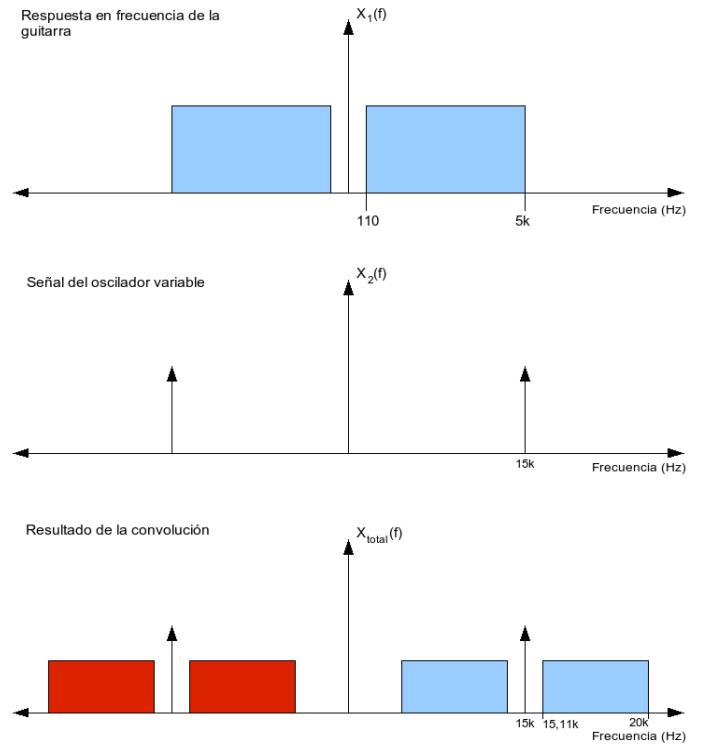 Respuesta en frecuencia de la
guitarra
X1(f)
110
5k
Frecuencia (Hz)
Señal del oscilador variable
X2(f)
15k
Frecuencia (Hz)
Resultado de la convolución
Xtotal(f)
15k
15,11k
20k
Frecuencia (Hz)